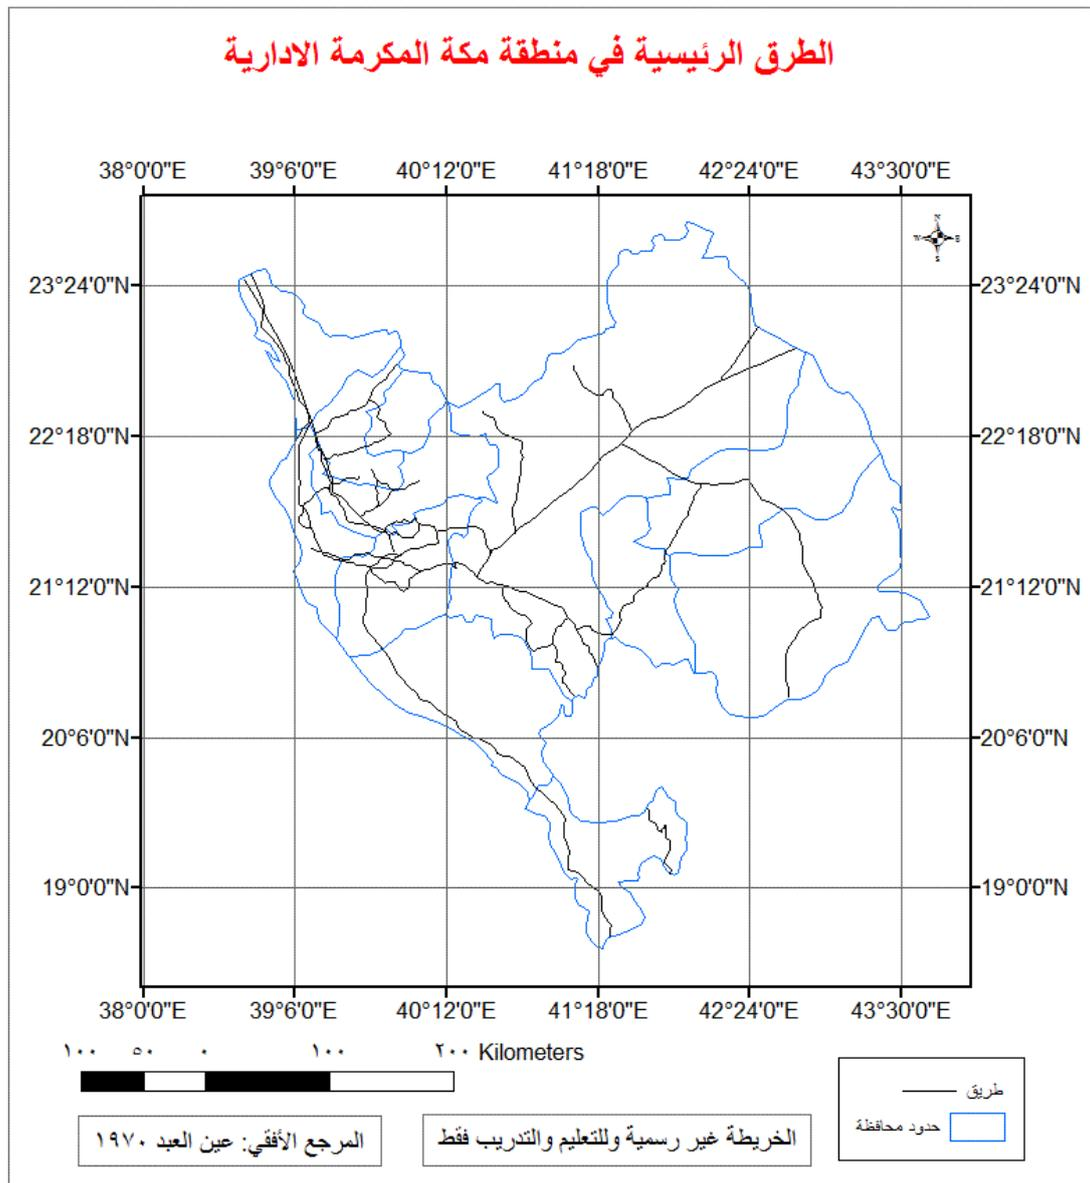 الطرق الرئيسية في منطقة مكة المكرمة الادارية
38°0'0"E 39°6'0"E 40°12'0"E 41°18'0"E 42°24'0"E 43°30'0"E
N
W E
S
23°24'0"N 23°24'0"N
22°18'0"N 22°18'0"N
21°12'0"N 21°12'0"N
20°6'0"N 20°6'0"N
19°0'0"N 19°0'0"N
38°0'0"E 39°6'0"E 40°12'0"E 41°18'0"E 42°24'0"E 43°30'0"E
١٠٠ ٥٠ ٠ ١٠٠ ٢٠٠ Kilometers
طريق
حدود محافظة
الخريطة غير رسمية وللتعليم والتدريب فقط
المرجع الأفقي: عين العبد ١٩٧٠